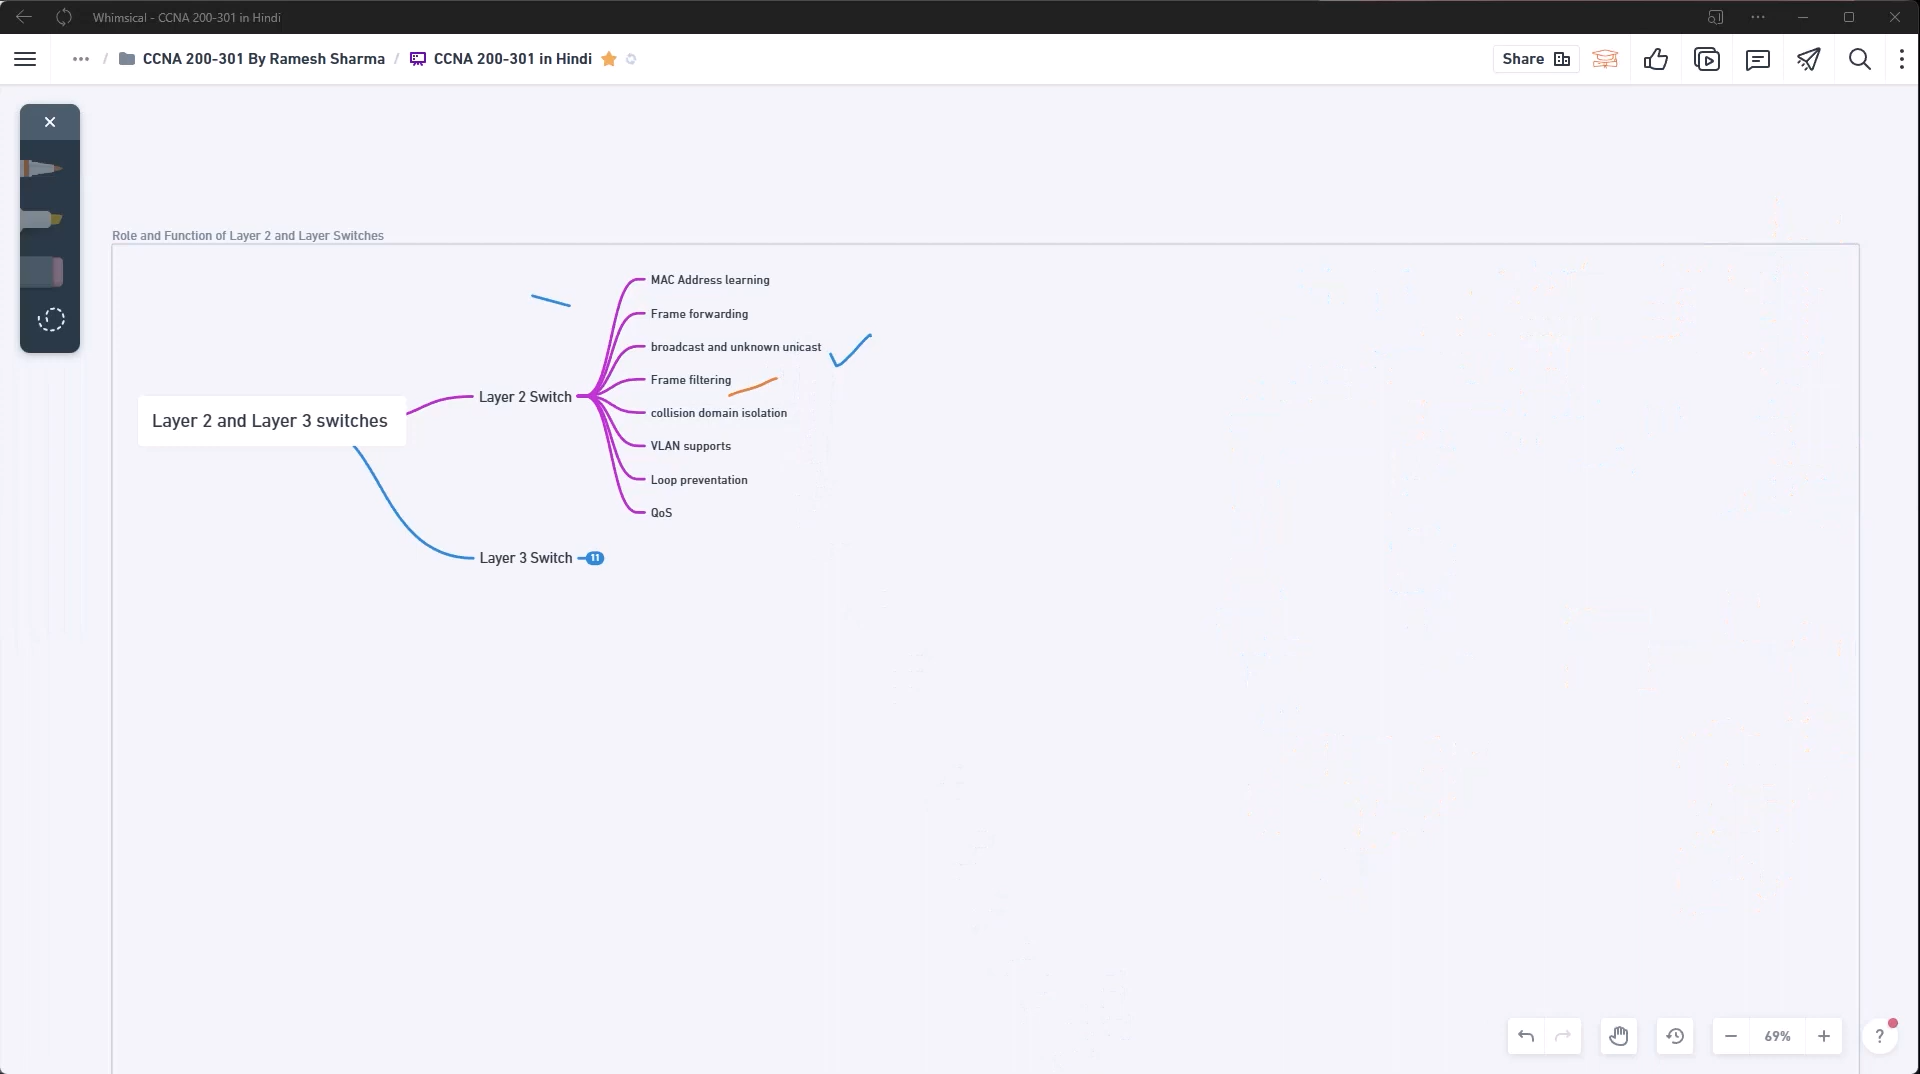 Whimsical - CCNA 200-301 in Hindi
CCNA 200-301 By Ramesh Sharma / CCNA 200-301 in Hindi
Share
Role and Function of Layer 2 and Layer Switches
MAC Address learning
Frame forwarding
broadcast and unknown unicast
Frame filtering
Layer 2 Switch
collision domain isolation
Layer 2 and Layer 3 switches
VLAN supports
Loop preventation
QoS
Layer 3 Switch 11
69%
?